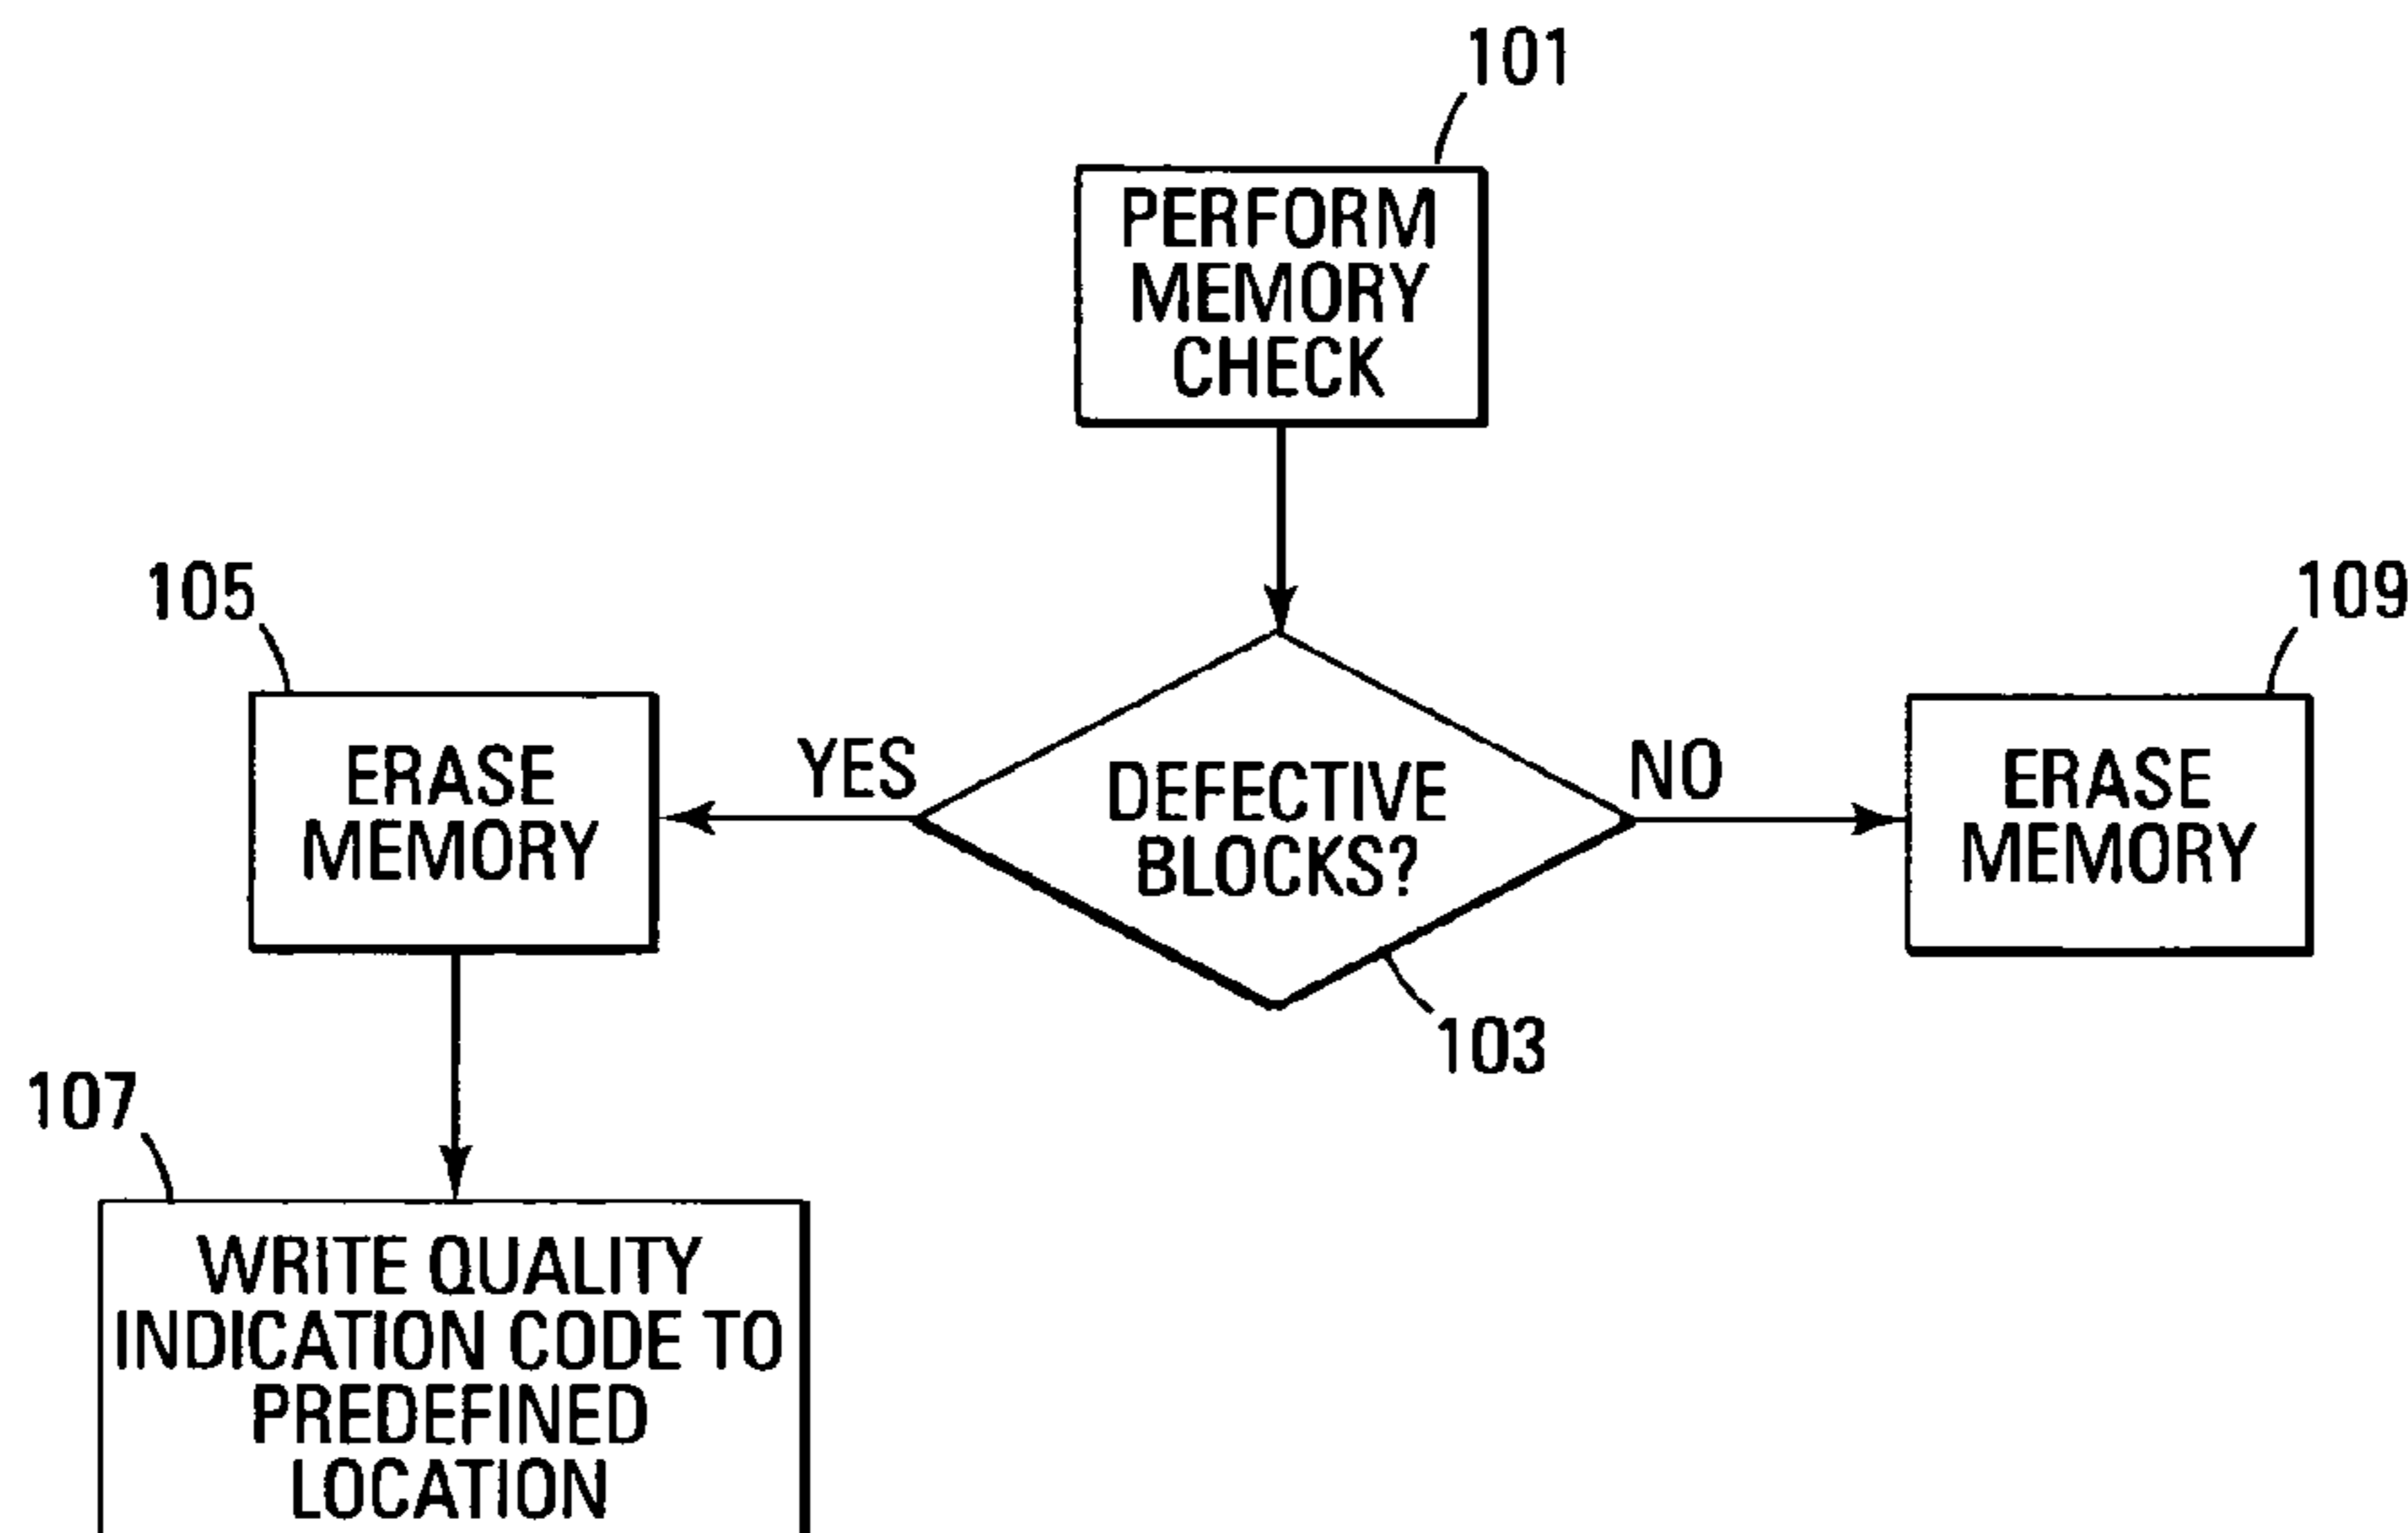 101
PERFORM
MEMORY
CHECK
105
109
YES
NO
ERASE
MEMORY
DEFECTIVE
BLOCKS?
ERASE
MEMORY
103
107
WRITE QUALITY
INDICATION CODE TO
PREDEFINED
LOCATION